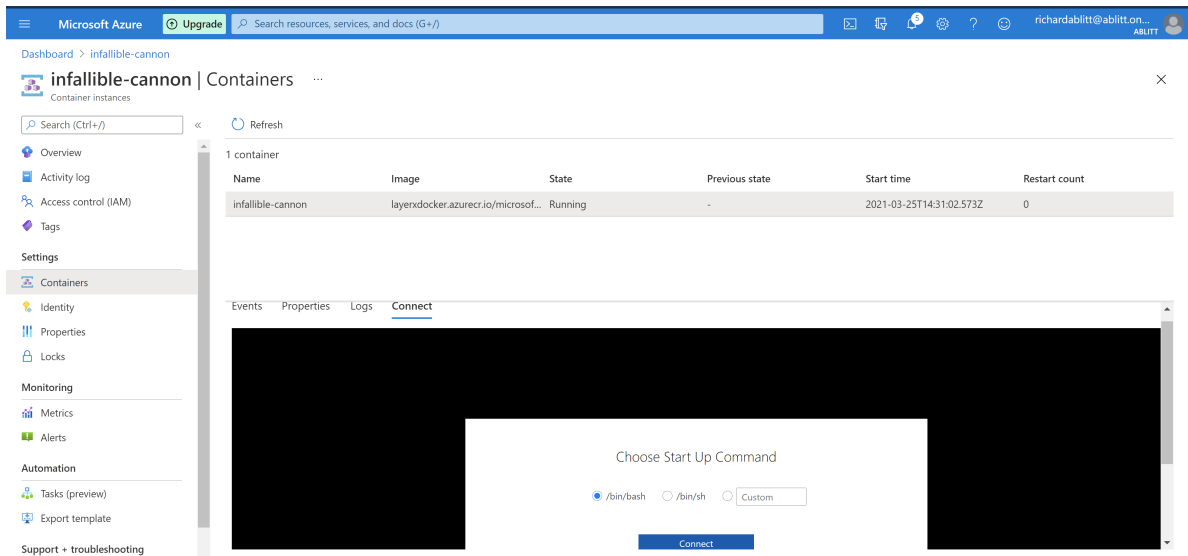 Microsoft Azure
Upgrade
Search resources, services, and docs (G+/)
5
?
richardablitt@ablitt.on...
ABLITT
Dashboard > infallible-cannon
infallible-cannon | Containers ...
Container instances
Search (Ctrl+/)
«
Refresh
Overview
Activity log
Access control (IAM)
Tags
Settings
Containers
Identity
Properties
Locks
Monitoring
Metrics
Alerts
Automation
Tasks (preview)
Export template
Support + troubleshooting
1 container
Name Image State Previous state Start time Restart count
infallible-cannon layerxdocker.azurecr.io/microsof... Running - 2021-03-25T14:31:02.573Z 0
Events Properties Logs Connect
Choose Start Up Command
/bin/bash /bin/sh Custom
Connect